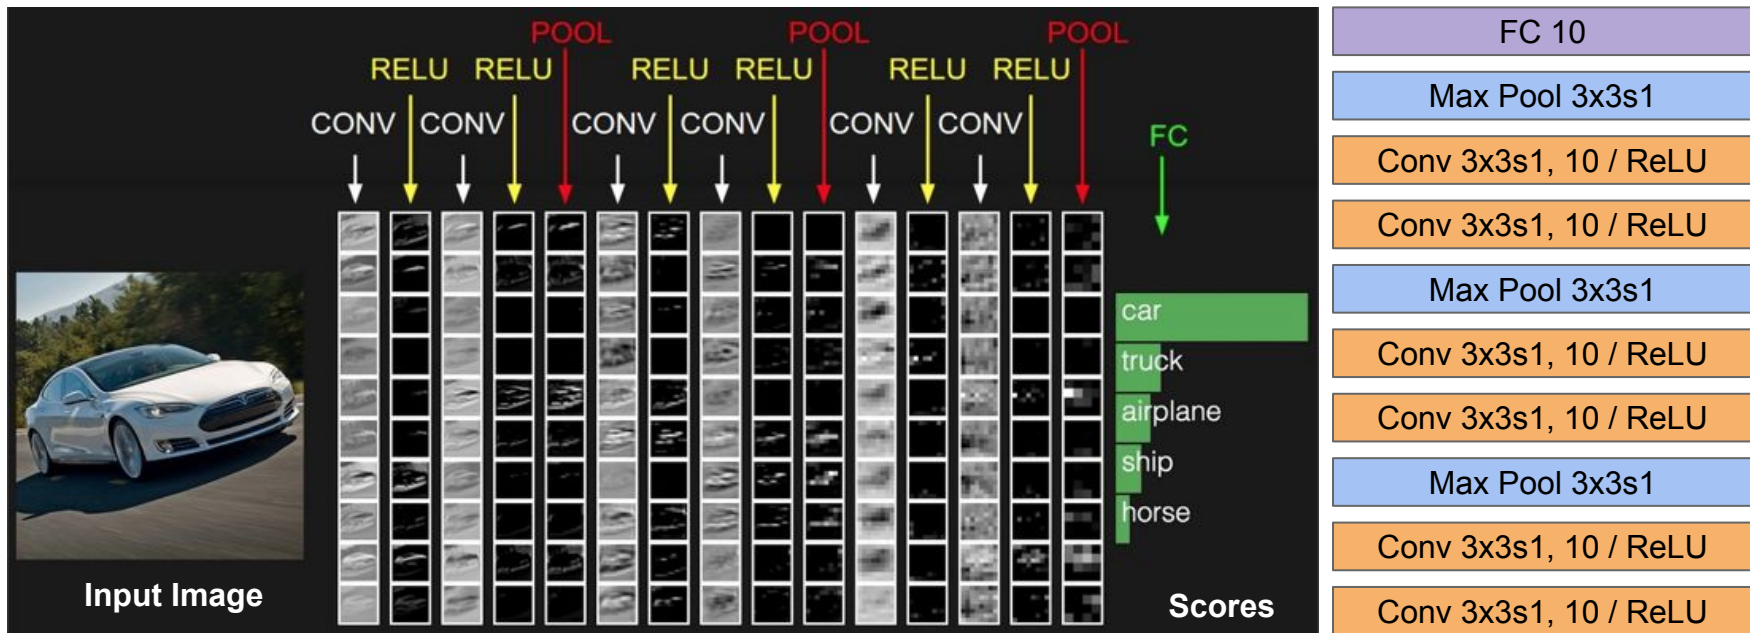 POOL POOL POOL
RELU RELU RELU RELU RELU RELU
CONV CONV CONV CONV CONV CONV
FC
car
truck
airplane
ship
horse
Input Image
Scores
FC 10
Max Pool 3x3s1
Conv 3x3s1, 10 / ReLU
Conv 3x3s1, 10 / ReLU
Max Pool 3x3s1
Conv 3x3s1, 10 / ReLU
Conv 3x3s1, 10 / ReLU
Max Pool 3x3s1
Conv 3x3s1, 10 / ReLU
Conv 3x3s1, 10 / ReLU